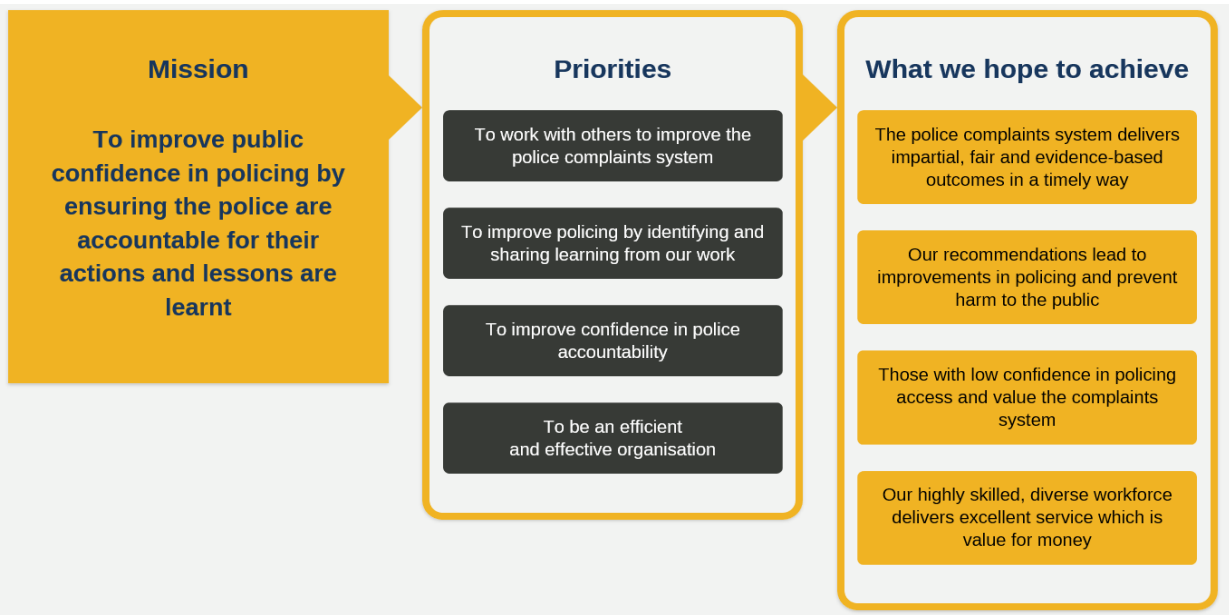 Mission
To improve public
confidence in policing by
ensuring the police are
accountable for their
actions and lessons are
learnt
Priorities
To work with others to improve the
police complaints system
To improve policing by identifying and
sharing learning from our work
To improve confidence in police
accountability
To be an efficient
and effective organisation
What we hope to achieve
The police complaints system delivers
impartial, fair and evidence-based
outcomes in a timely way
Our recommendations lead to
improvements in policing and prevent
harm to the public
Those with low confidence in policing
access and value the complaints
system
Our highly skilled, diverse workforce
delivers excellent service which is
value for money